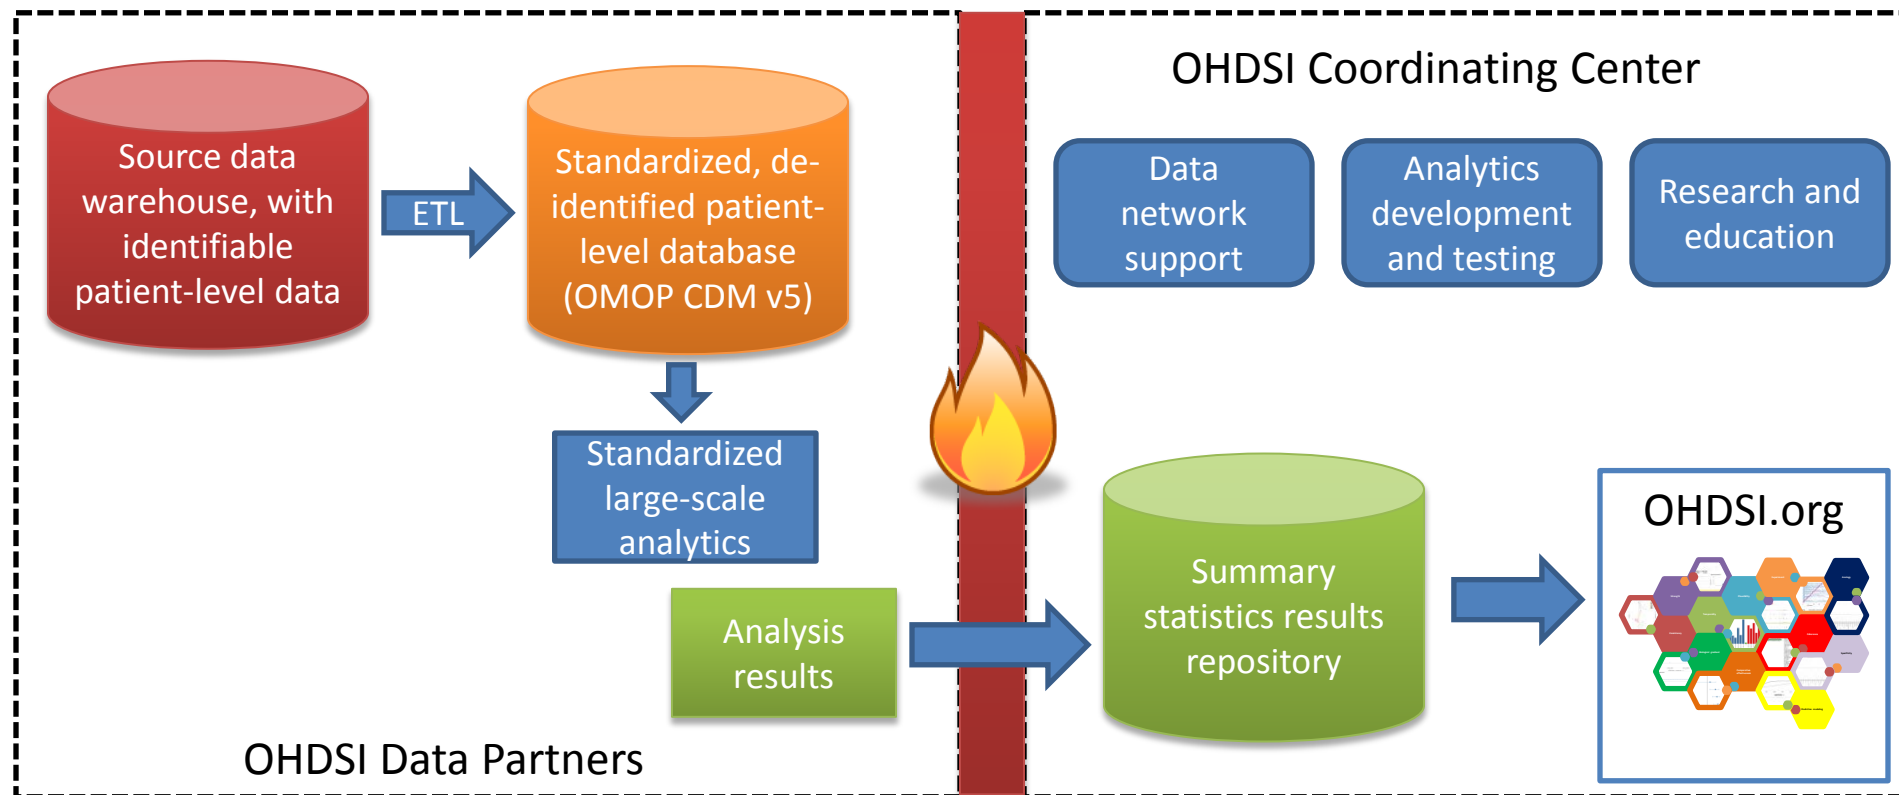 Source data
warehouse, with
identifiable
patient-level data
ETL
Standardized, de-
identified patient-
level database
(OMOP CDM v5)
Standardized
large-scale
analytics
Analysis
results
OHDSI Data Partners
OHDSI Coordinating Center
Data
network
support
Analytics
development
and testing
Research and
education
Summary
statistics results
repository
OHDSI.org